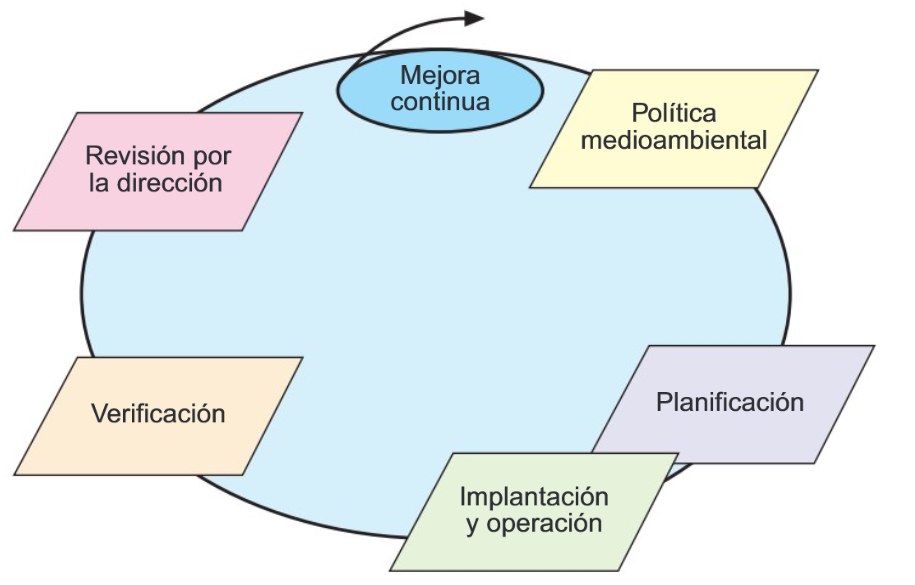 Mejora
continua
Política
medioambiental
Revisión por
la dirección
Planificación
Verificación
Implantación
y operación